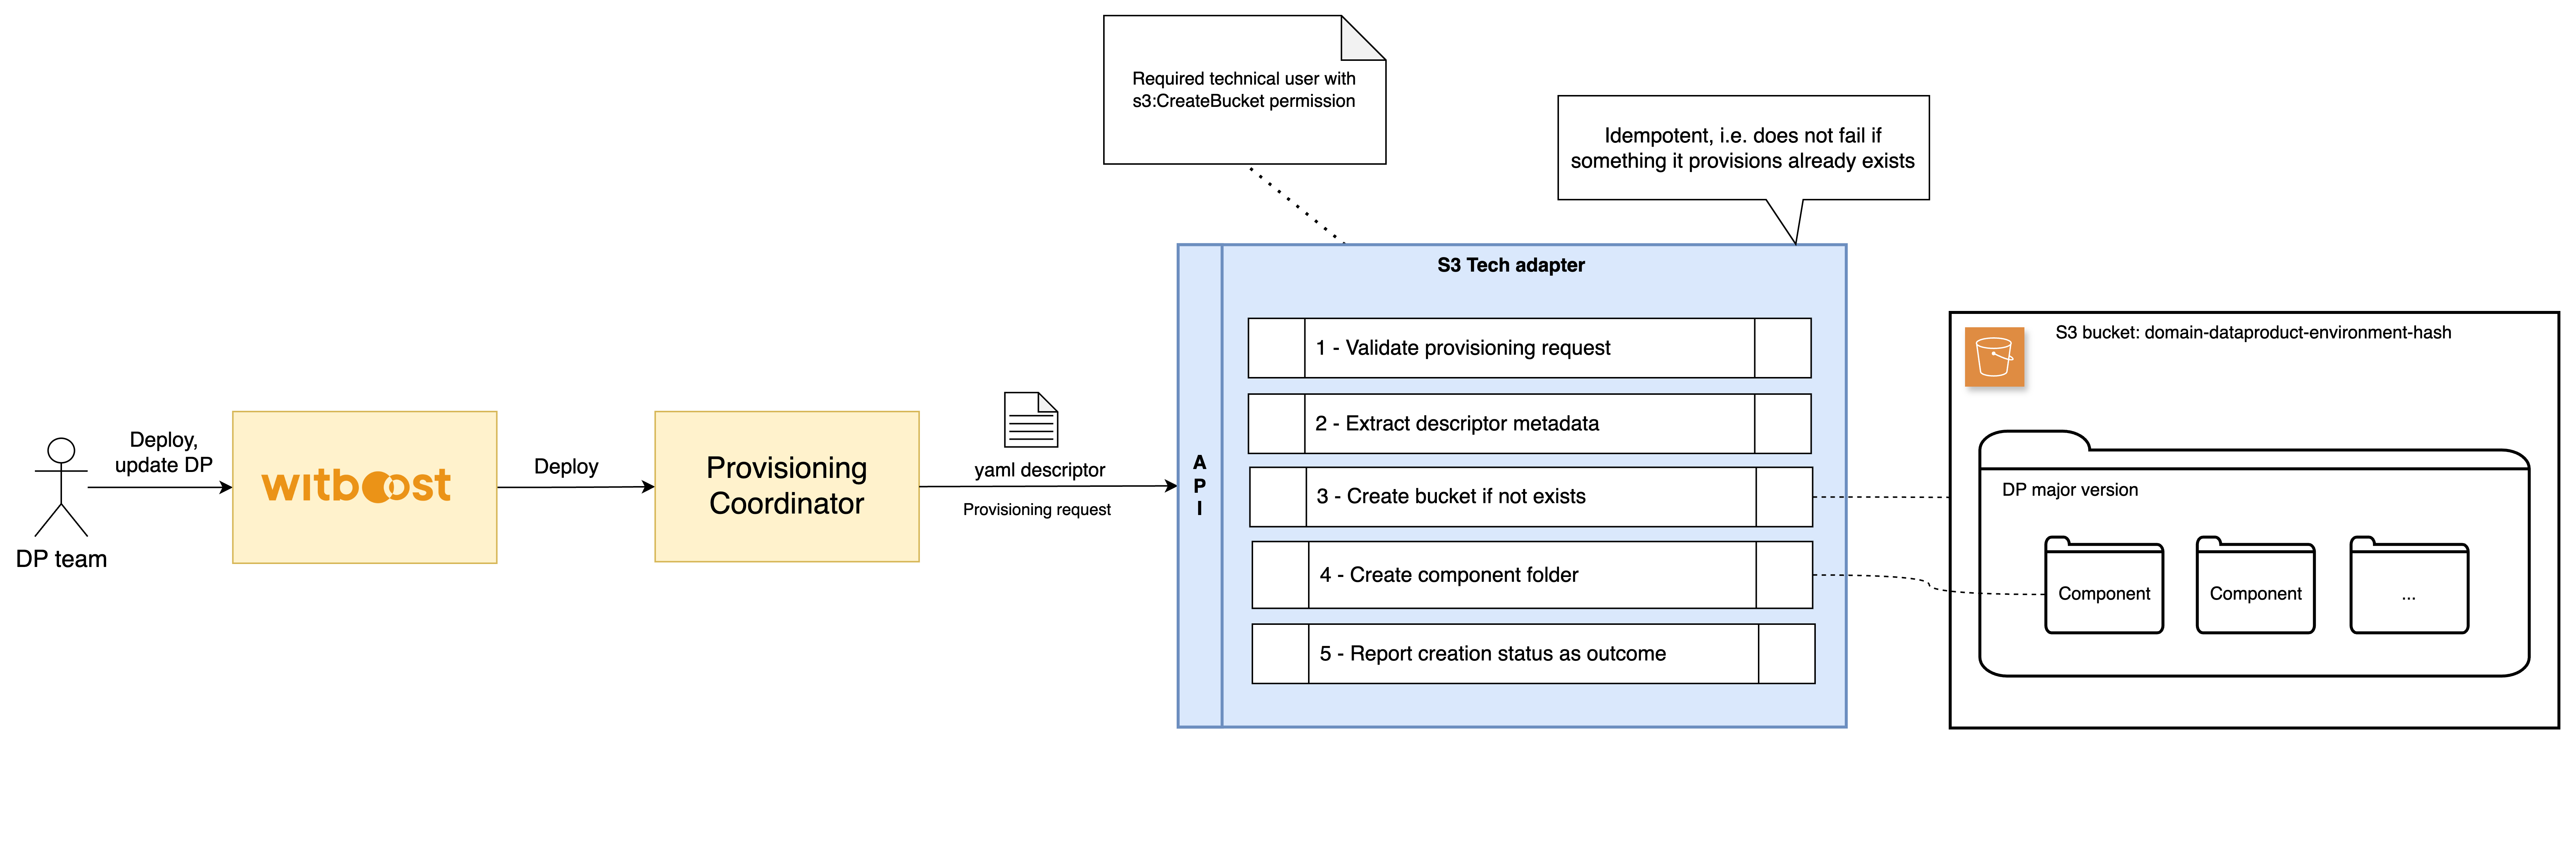 Required technical user with
s3:CreateBucket permission
Idempotent, i.e. does not fail if
something it provisions already exists
S3 Tech adapter
1 - Validate provisioning request
2 - Extract descriptor metadata
3 - Create bucket if not exists
4 - Create component folder
5 - Report creation status as outcome
A
P
I
S3 bucket: domain-dataproduct-environment-hash
DP major version
Component
Component
...
DP team
Deploy,
update DP
witboost
Deploy
Provisioning
Coordinator
yaml descriptor
Provisioning request